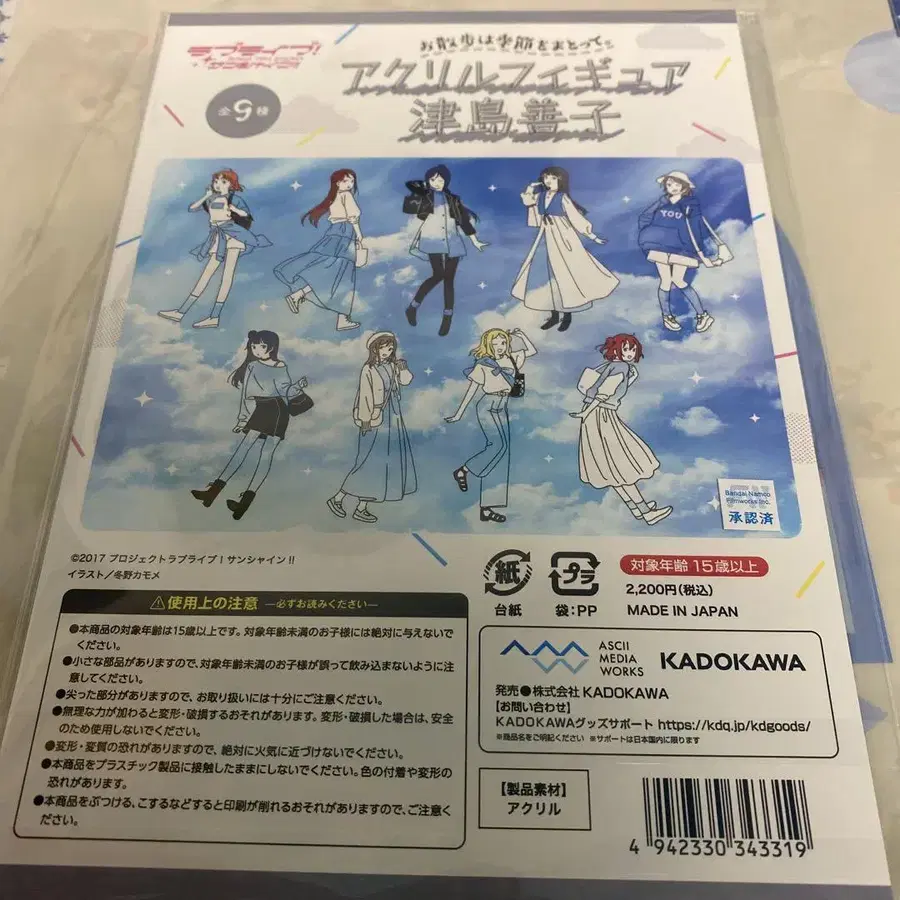 ラブライブ!
サンシャイン!!
お散歩は季節をまとって。
アクリルフィギュア
津島善子
全9種
YOU
Bandai Namco
Filmworks Inc.
承認済
©2017 プロジェクトラブライブ!サンシャイン!!
イラスト/冬野カモメ
⚠使用上の注意 ―必ずお読みください―
●本商品の対象年齢は15歳以上です。対象年齢未満のお子様には絶対に与えないで
ください。
●小さな部品がありますので、対象年齢未満のお子様が誤って飲み込まないように注
意してください。
●尖った部分がありますので、お取り扱いには十分にご注意ください。
●無理な力が加わると変形・破損するおそれがあります。変形・破損した場合は、安全
のため使用しないでください。
●変形・変質の恐れがありますので、絶対に火気に近づけないでください。
●本商品をプラスチック製品に接触したままにしないでください。色の付着や変形の
恐れがあります。
●本商品をぶつける、こするなどすると印刷が削れるおそれがありますので、ご注意く
ださい。
紙
台紙
プラ
袋:PP
対象年齢 15歳以上
2,200円(税込)
MADE IN JAPAN
ASCII
MEDIA
WORKS
KADOKAWA
発売●株式会社 KADOKAWA
【お問い合わせ】
KADOKAWAグッズサポート https://kdq.jp/kdgoods/
※商品名をご明記ください ※サポートは日本国内に限ります
【製品素材】
アクリル
4 942330 343319